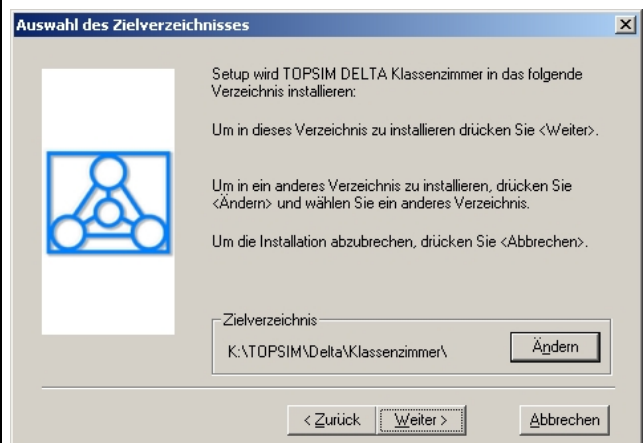 Auswahl des Zielverzeichnisses
Setup wird TOPSIM DELTA Klassenzimmer in das folgende
Verzeichnis installieren:
Um in dieses Verzeichnis zu installieren drücken Sie <Weiter>.
Um in ein anderes Verzeichnis zu installieren, drücken Sie
<Ändern> und wählen Sie ein anderes Verzeichnis.
Um die Installation abzubrechen, drücken Sie <Abbrechen>.
Zielverzeichnis
K:\TOPSIM\Delta\Klassenzimmer\ Ändern
< Zurück Weiter > Abbrechen